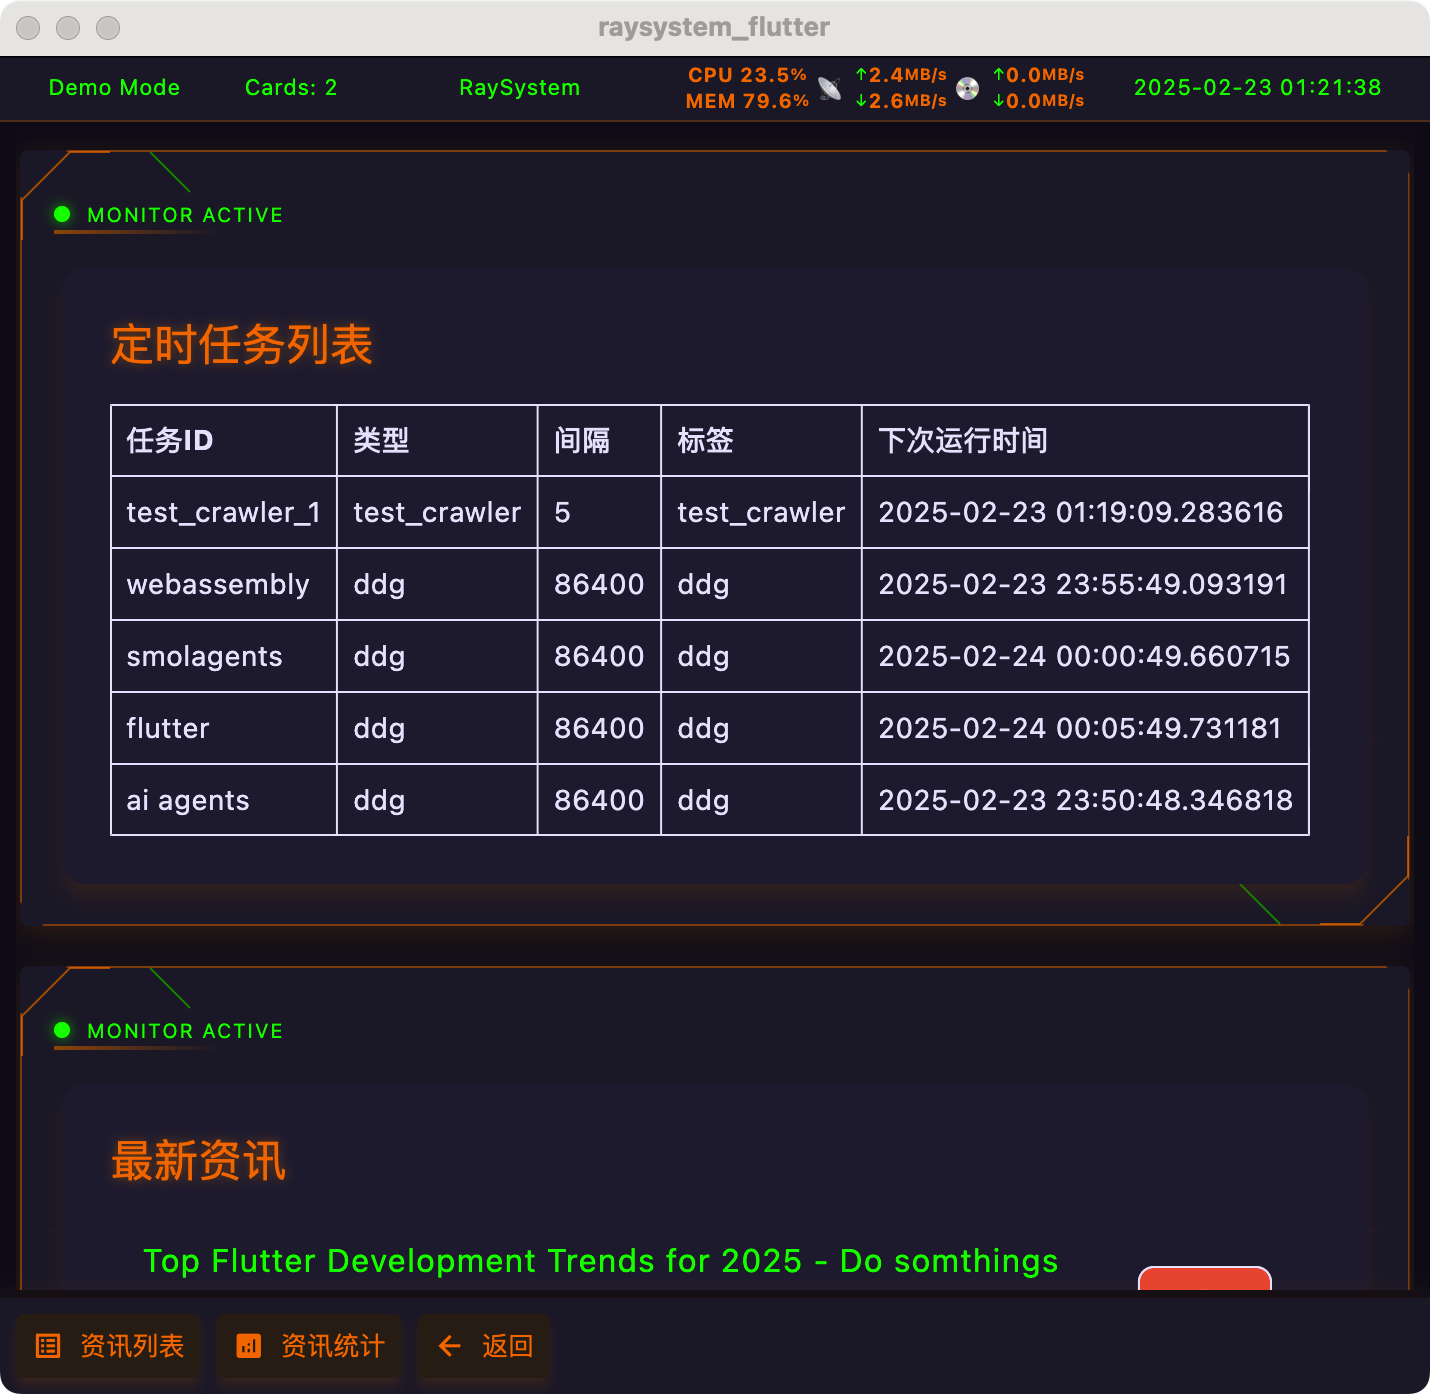 raysystem_flutter
Demo Mode Cards: 2 RaySystem CPU 23.5% ↑2.4MB/s ↑0.0MB/s 2025-02-23 01:21:38
MEM 79.6% ↓2.6MB/s ↓0.0MB/s
MONITOR ACTIVE
定时任务列表
任务ID 类型 间隔 标签 下次运行时间
test_crawler_1 test_crawler 5 test_crawler 2025-02-23 01:19:09.283616
webassembly ddg 86400 ddg 2025-02-23 23:55:49.093191
smolagents ddg 86400 ddg 2025-02-24 00:00:49.660715
flutter ddg 86400 ddg 2025-02-24 00:05:49.731181
ai agents ddg 86400 ddg 2025-02-23 23:50:48.346818
MONITOR ACTIVE
最新资讯
Top Flutter Development Trends for 2025 - Do somthings
资讯列表 资讯统计 返回